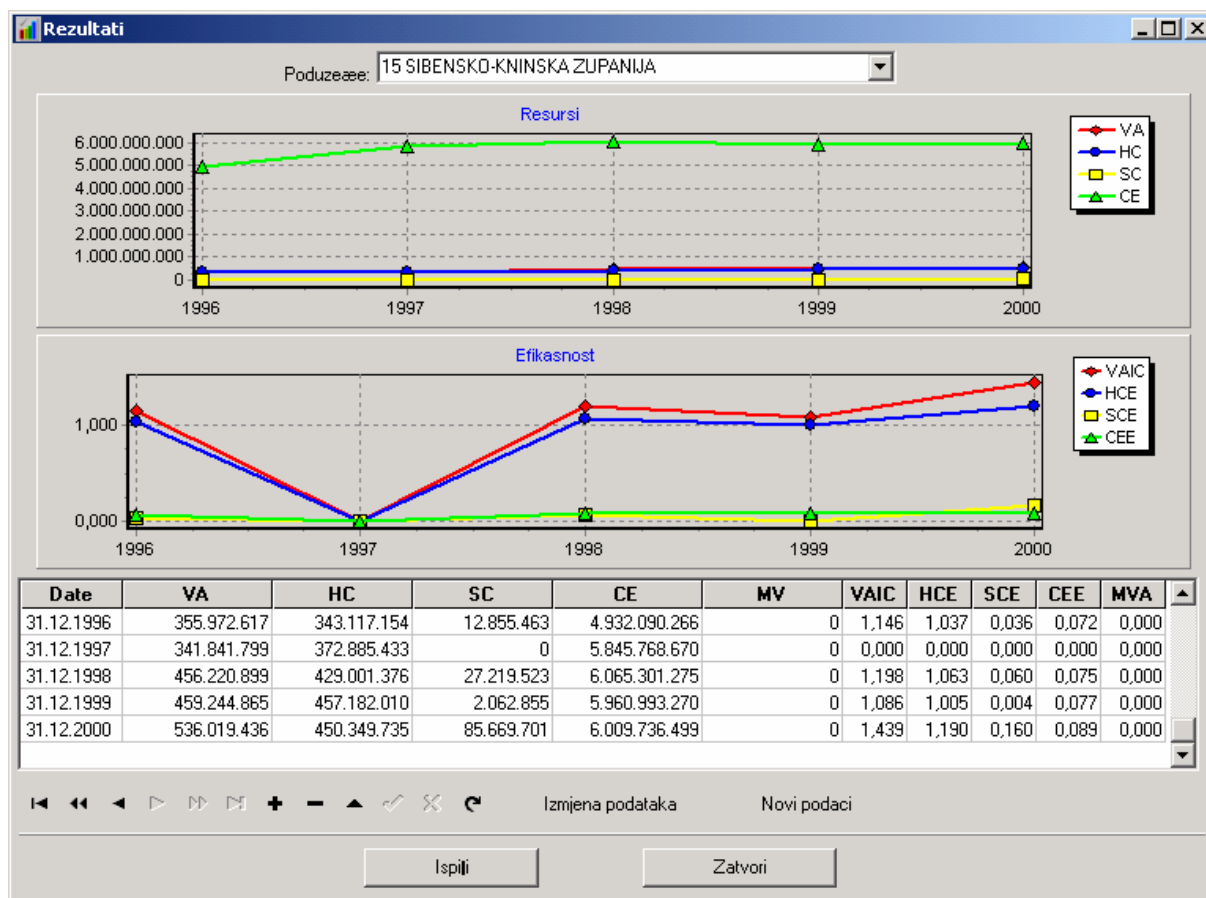 Rezultati
Poduzeæe: 15 SIBENSKO-KNINSKA ZUPANIJA
Resursi
6.000.000.000
5.000.000.000
4.000.000.000
3.000.000.000
2.000.000.000
1.000.000.000
0
1996 1997 1998 1999 2000
VA
HC
SC
CE
Efikasnost
1,000
0,000
1996 1997 1998 1999 2000
VAIC
HCE
SCE
CEE
Date VA HC SC CE MV VAIC HCE SCE CEE MVA
31.12.1996 355.972.617 343.117.154 12.855.463 4.932.090.266 0 1,146 1,037 0,036 0,072 0,000
31.12.1997 341.841.799 372.885.433 0 5.845.768.670 0 0,000 0,000 0,000 0,000 0,000
31.12.1998 456.220.899 429.001.376 27.219.523 6.065.301.275 0 1,198 1,063 0,060 0,075 0,000
31.12.1999 459.244.865 457.182.010 2.062.855 5.960.993.270 0 1,086 1,005 0,004 0,077 0,000
31.12.2000 536.019.436 450.349.735 85.669.701 6.009.736.499 0 1,439 1,190 0,160 0,089 0,000
Izmjena podataka Novi podaci
Ispiši Zatvori